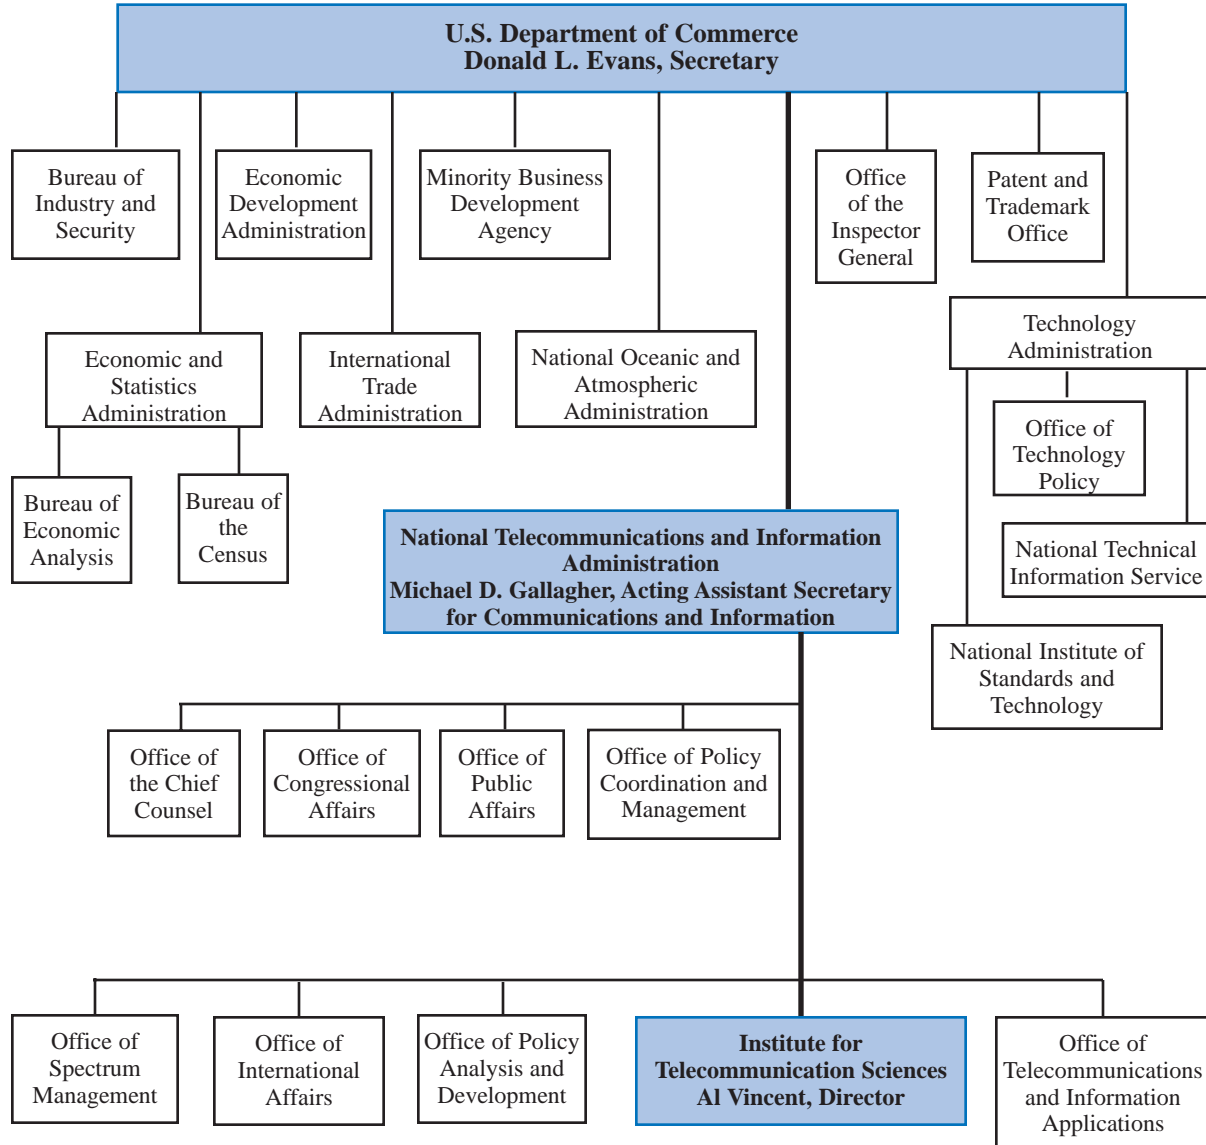 U.S. Department of Commerce
Donald L. Evans, Secretary
Bureau of
Industry and
Security
Economic
Development
Administration
Minority Business
Development
Agency
Office
of the
Inspector
General
Patent and
Trademark
Office
Economic and
Statistics
Administration
International
Trade
Administration
National Oceanic and
Atmospheric
Administration
Technology
Administration
Bureau of
Economic
Analysis
Bureau of
the
Census
Office of
Technology
Policy
National Technical
Information Service
National Institute of
Standards and
Technology
National Telecommunications and Information
Administration
Michael D. Gallagher, Acting Assistant Secretary
for Communications and Information
Office of
the Chief
Counsel
Office of
Congressional
Affairs
Office of
Public
Affairs
Office of Policy
Coordination and
Management
Office of
Spectrum
Management
Office of
International
Affairs
Office of Policy
Analysis and
Development
Institute for
Telecommunication Sciences
Al Vincent, Director
Office of
Telecommunications
and Information
Applications